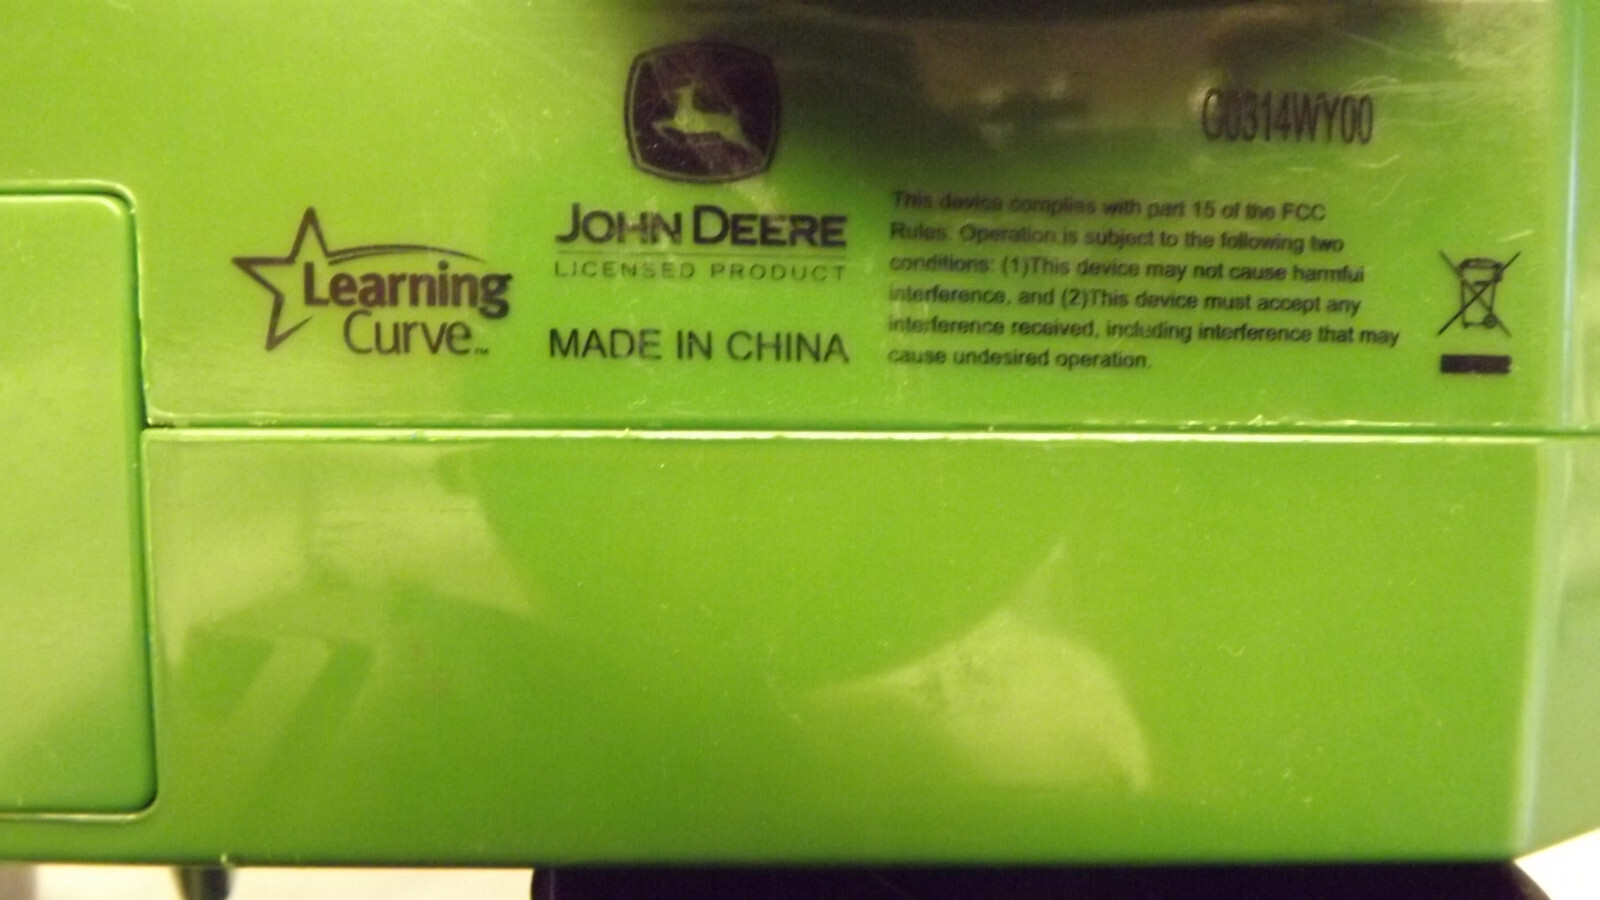 G0314WY00
Learning
Curve™
JOHN DEERE
LICENSED PRODUCT
MADE IN CHINA
This device complies with part 15 of the FCC
Rules. Operation is subject to the following two
conditions: (1)This device may not cause harmful
interference, and (2)This device must accept any
interference received, including interference that may
cause undesired operation.